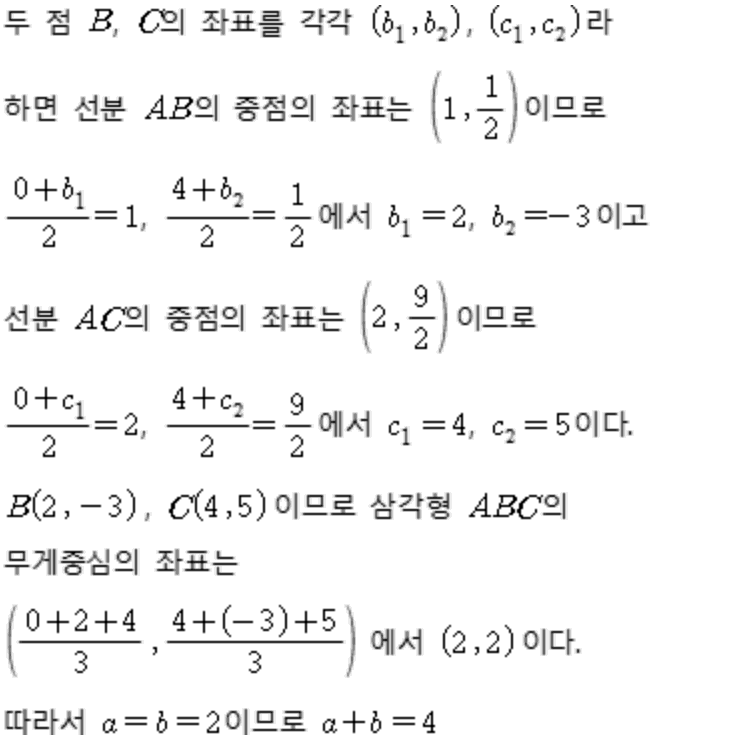 두 점 B, C의 좌표를 각각 (b₁,b₂), (c₁,c₂)라
하면 선분 AB의 중점의 좌표는 (1, 1/2)이므로
(0+b₁)/2=1, (4+b₂)/2=1/2에서 b₁=2, b₂=−3이고
선분 AC의 중점의 좌표는 (2, 9/2)이므로
(0+c₁)/2=2, (4+c₂)/2=9/2에서 c₁=4, c₂=5이다.
B(2,−3), C(4,5)이므로 삼각형 ABC의
무게중심의 좌표는
((0+2+4)/3, (4+(−3)+5)/3) 에서 (2,2)이다.
따라서 a=b=2이므로 a+b=4